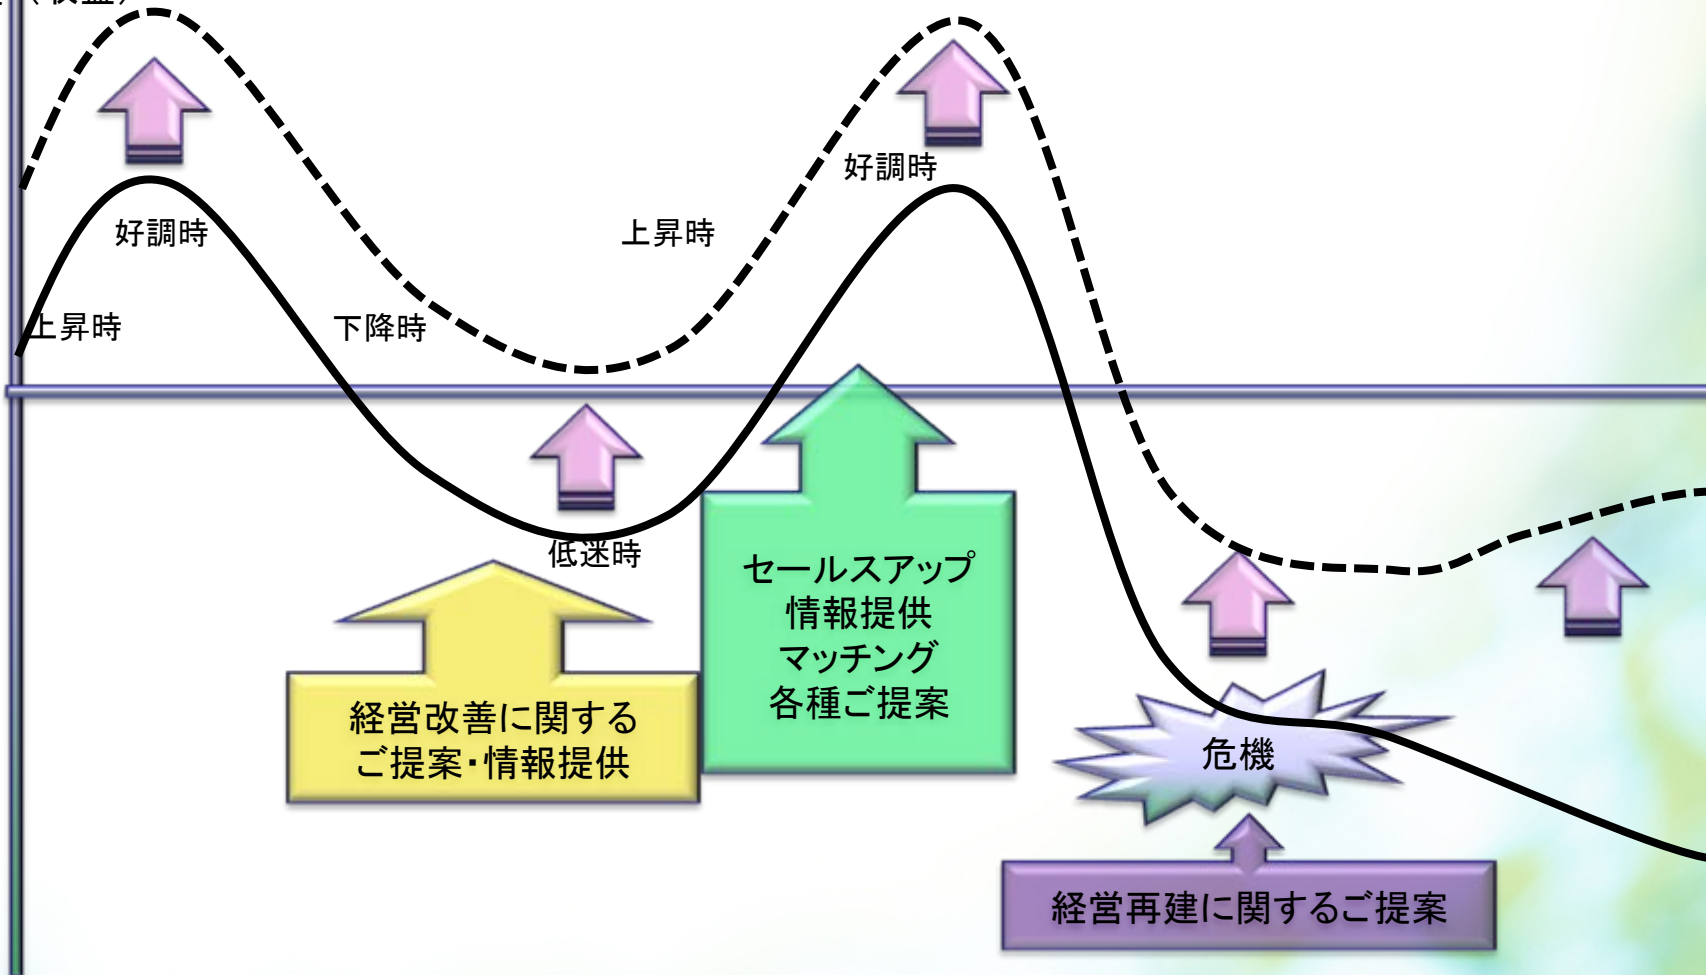 好調時
上昇時
下降時
低迷時
上昇時
好調時
経営改善に関する
ご提案・情報提供
セールスアップ
情報提供
マッチング
各種ご提案
危機
経営再建に関するご提案